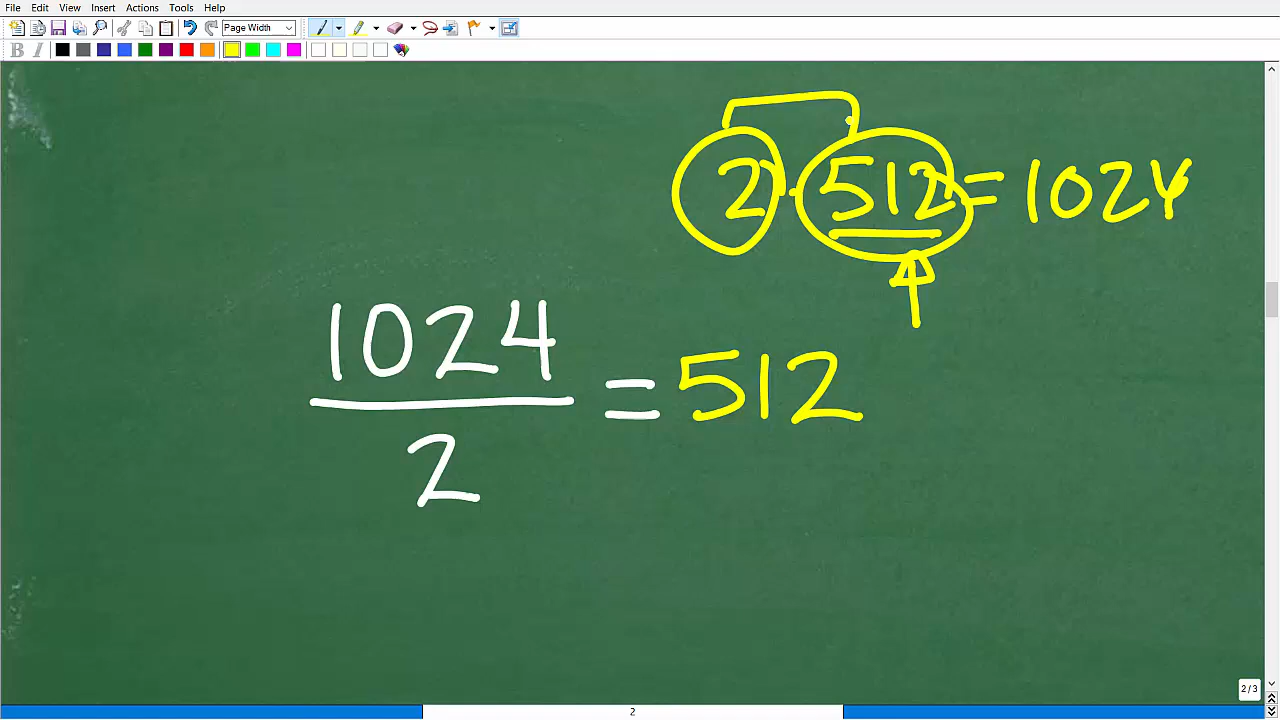 File Edit View Insert Actions Tools Help
Page Width
B I
2 · 512 = 1024
1024
2
= 512
2/3
2